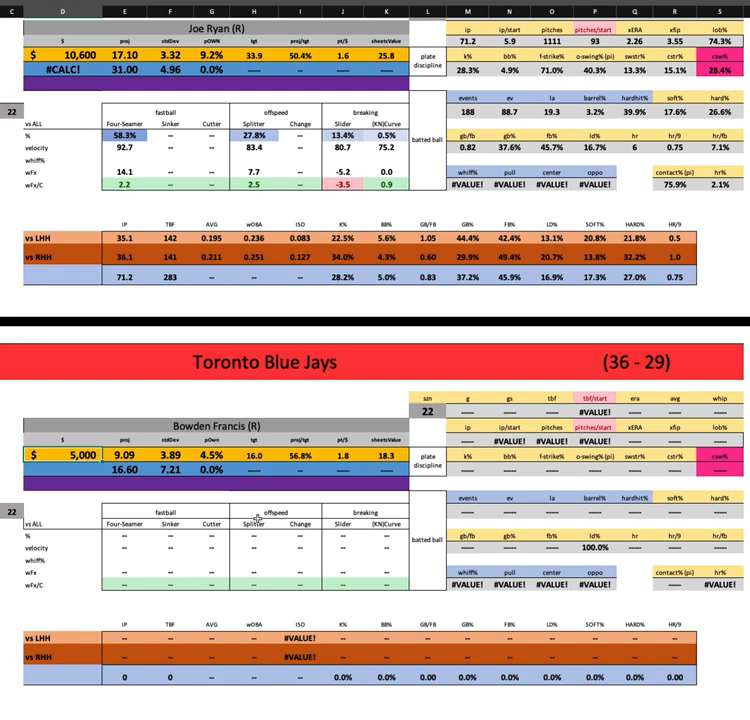 C D E F G H I J K L M N O P Q R S
Joe Ryan (R) ip ip/start pitches pitches/start xERA xfip lob%
$ proj stdDev pOWN tgt proj/tgt pt/$ sheetsValue 71.2 5.9 1111 93 2.26 3.55 74.3%
$ 10,600 17.10 3.32 9.2% 33.9 50.4% 1.6 25.8 plate discipline k% bb% f-strike% o-swing% (pi) swstr% cstr% csw%
#CALC! 31.00 4.96 0.0% ----- -- ----- 28.3% 4.9% 71.0% 40.3% 13.3% 15.1% 28.4%
events ev la barrel% hardhit% soft% hard%
22 fastball offspeed breaking 188 88.7 19.3 3.2% 39.9% 17.6% 26.6%
vs ALL Four-Seamer Sinker Cutter Splitter Change Slider (KN)Curve
% 58.3% -- -- 27.8% -- 13.4% 0.5% batted ball gb/fb gb% fb% ld% hr hr/9 hr/fb
velocity 92.7 -- -- 83.4 -- 80.7 75.2 0.82 37.6% 45.7% 16.7% 6 0.75 7.1%
whiff%
wFx 14.1 7.7 -5.2 0.0 whiff% pull center oppo contact% (pi) hr%
wFx/C 2.2 -- -- 2.5 -- -3.5 0.9 #VALUE! #VALUE! #VALUE! #VALUE! 75.9% 2.1%
IP TBF AVG wOBA ISO K% BB% GB/FB GB% FB% LD% SOFT% HARD% HR/9
vs LHH 35.1 142 0.195 0.236 0.083 22.5% 5.6% 1.05 44.4% 42.4% 13.1% 20.8% 21.8% 0.5
vs RHH 36.1 141 0.211 0.251 0.127 34.0% 4.3% 0.60 29.9% 49.4% 20.7% 13.8% 32.2% 1.0
71.2 283 -- -- -- 28.2% 5.0% 0.83 37.2% 45.9% 16.9% 17.3% 27.0% 0.75
Toronto Blue Jays (36 - 29)
szn g gs tbf tbf/start era avg whip
22 ----- ----- ----- #VALUE! ----- ----- -----
Bowden Francis (R) ip ip/start pitches pitches/start xERA xfip lob%
$ proj stdDev pOwn tgt proj/tgt pt/$ sheetsValue ----- #VALUE! #VALUE! #VALUE! ----- ----- -----
$ 5,000 9.09 3.89 4.5% 16.0 56.8% 1.8 18.3 plate discipline k% bb% f-strike% o-swing% (pi) swstr% cstr% csw%
16.60 7.21 0.0% ----- -- ----- ----- ----- ----- ----- ----- ----- -----
events ev la barrel% hardhit% soft% hard%
22 fastball offspeed breaking ----- ----- ----- ----- ----- ----- -----
vs ALL Four-Seamer Sinker Cutter Splitter Change Slider (KN)Curve
% -- -- -- -- -- -- -- batted ball gb/fb gb% fb% ld% hr hr/9 hr/fb
velocity -- -- -- -- -- -- -- ----- ----- ----- 100.0% ----- ----- -----
whiff%
wFx whiff% pull center oppo contact% (pi) hr%
wFx/C -- -- -- -- -- -- -- #VALUE! #VALUE! #VALUE! #VALUE! ----- #VALUE!
IP TBF AVG wOBA ISO K% BB% GB/FB GB% FB% LD% SOFT% HARD% HR/9
vs LHH -- -- -- -- #VALUE! -- -- -- -- -- -- -- -- --
vs RHH -- -- -- -- #VALUE! -- -- -- -- -- -- -- -- --
0 0 -- -- -- 0.0% 0.0% 0.00 0.0% 0.0% 0.0% 0.0% 0.0% 0.00